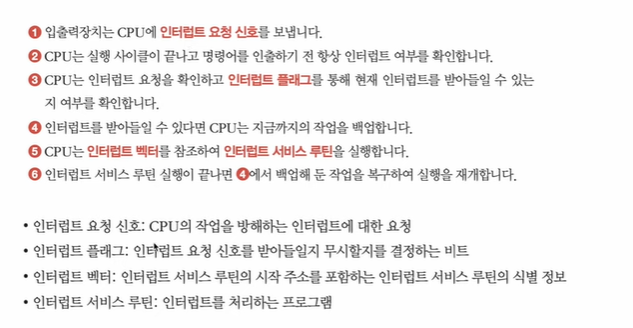 ❶ 입출력장치는 CPU에 인터럽트 요청 신호를 보냅니다.
❷ CPU는 실행 사이클이 끝나고 명령어를 인출하기 전 항상 인터럽트 여부를 확인합니다.
❸ CPU는 인터럽트 요청을 확인하고 인터럽트 플래그를 통해 현재 인터럽트를 받아들일 수 있는
지 여부를 확인합니다.
❹ 인터럽트를 받아들일 수 있다면 CPU는 지금까지의 작업을 백업합니다.
❺ CPU는 인터럽트 벡터를 참조하여 인터럽트 서비스 루틴을 실행합니다.
❻ 인터럽트 서비스 루틴 실행이 끝나면 ❹에서 백업해 둔 작업을 복구하여 실행을 재개합니다.
• 인터럽트 요청 신호: CPU의 작업을 방해하는 인터럽트에 대한 요청
• 인터럽트 플래그: 인터럽트 요청 신호를 받아들일지 무시할지를 결정하는 비트
• 인터럽트 벡터: 인터럽트 서비스 루틴의 시작 주소를 포함하는 인터럽트 서비스 루틴의 식별 정보
• 인터럽트 서비스 루틴: 인터럽트를 처리하는 프로그램